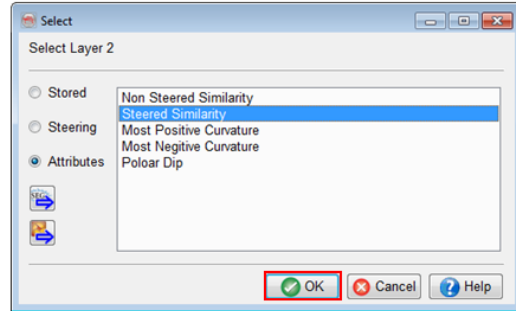 Select
Select Layer 2
Stored
Steering
Attributes
Non Steered Similarity
Steered Similarity
Most Positive Curvature
Most Negitive Curvature
Poloar Dip
OK
Cancel
Help